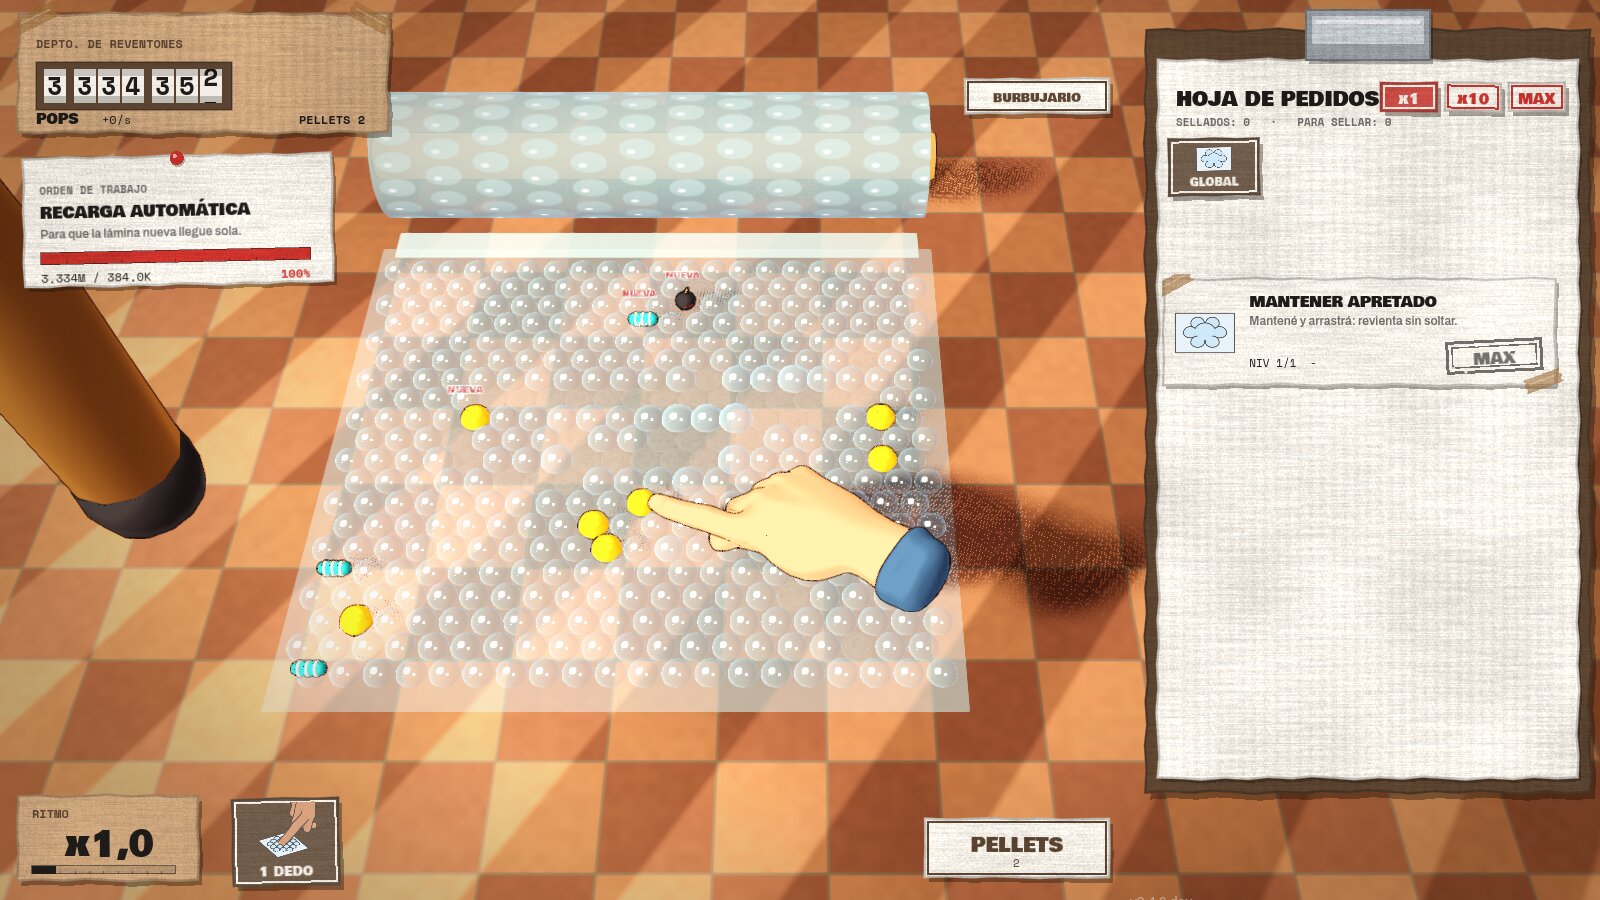 DEPTO. DE REVENTONES
3 334 352
POPS +0/s PELLETS 2
ORDEN DE TRABAJO
RECARGA AUTOMÁTICA
Para que la lámina nueva llegue sola.
3,334M / 384.0K 100%
BURBUJARIO
NUEVA
NUEVA
NUEVA
HOJA DE PEDIDOS x1 x10 MAX
SELLADOS: 0 · PARA SELLAR: 0
GLOBAL
MANTENER APRETADO
Mantené y arrastrá: revienta sin soltar.
NIV 1/1 -
MAX
RITMO
x1,0
1 DEDO
PELLETS
2